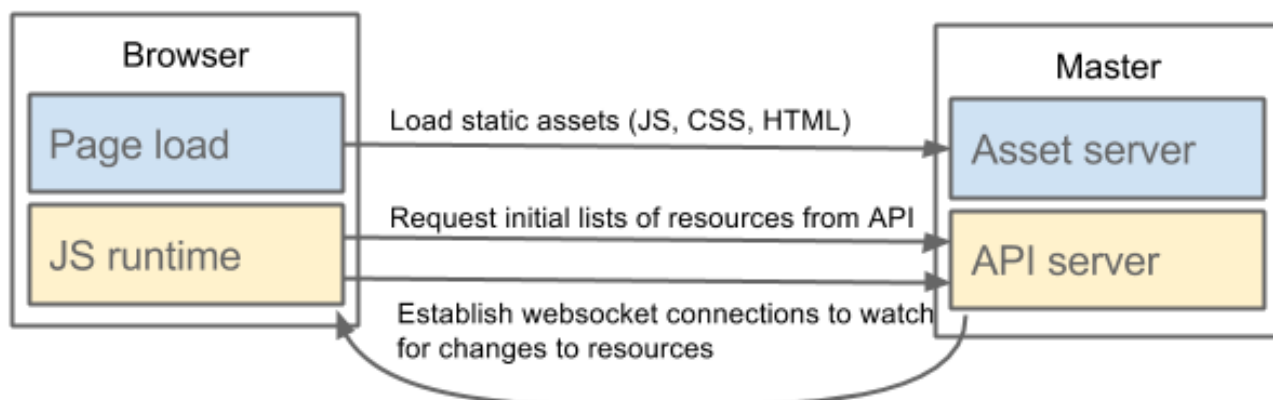 Browser
Master
Page load
Load static assets (JS, CSS, HTML)
Asset server
JS runtime
Request initial lists of resources from API
API server
Establish websocket connections to watch
for changes to resources